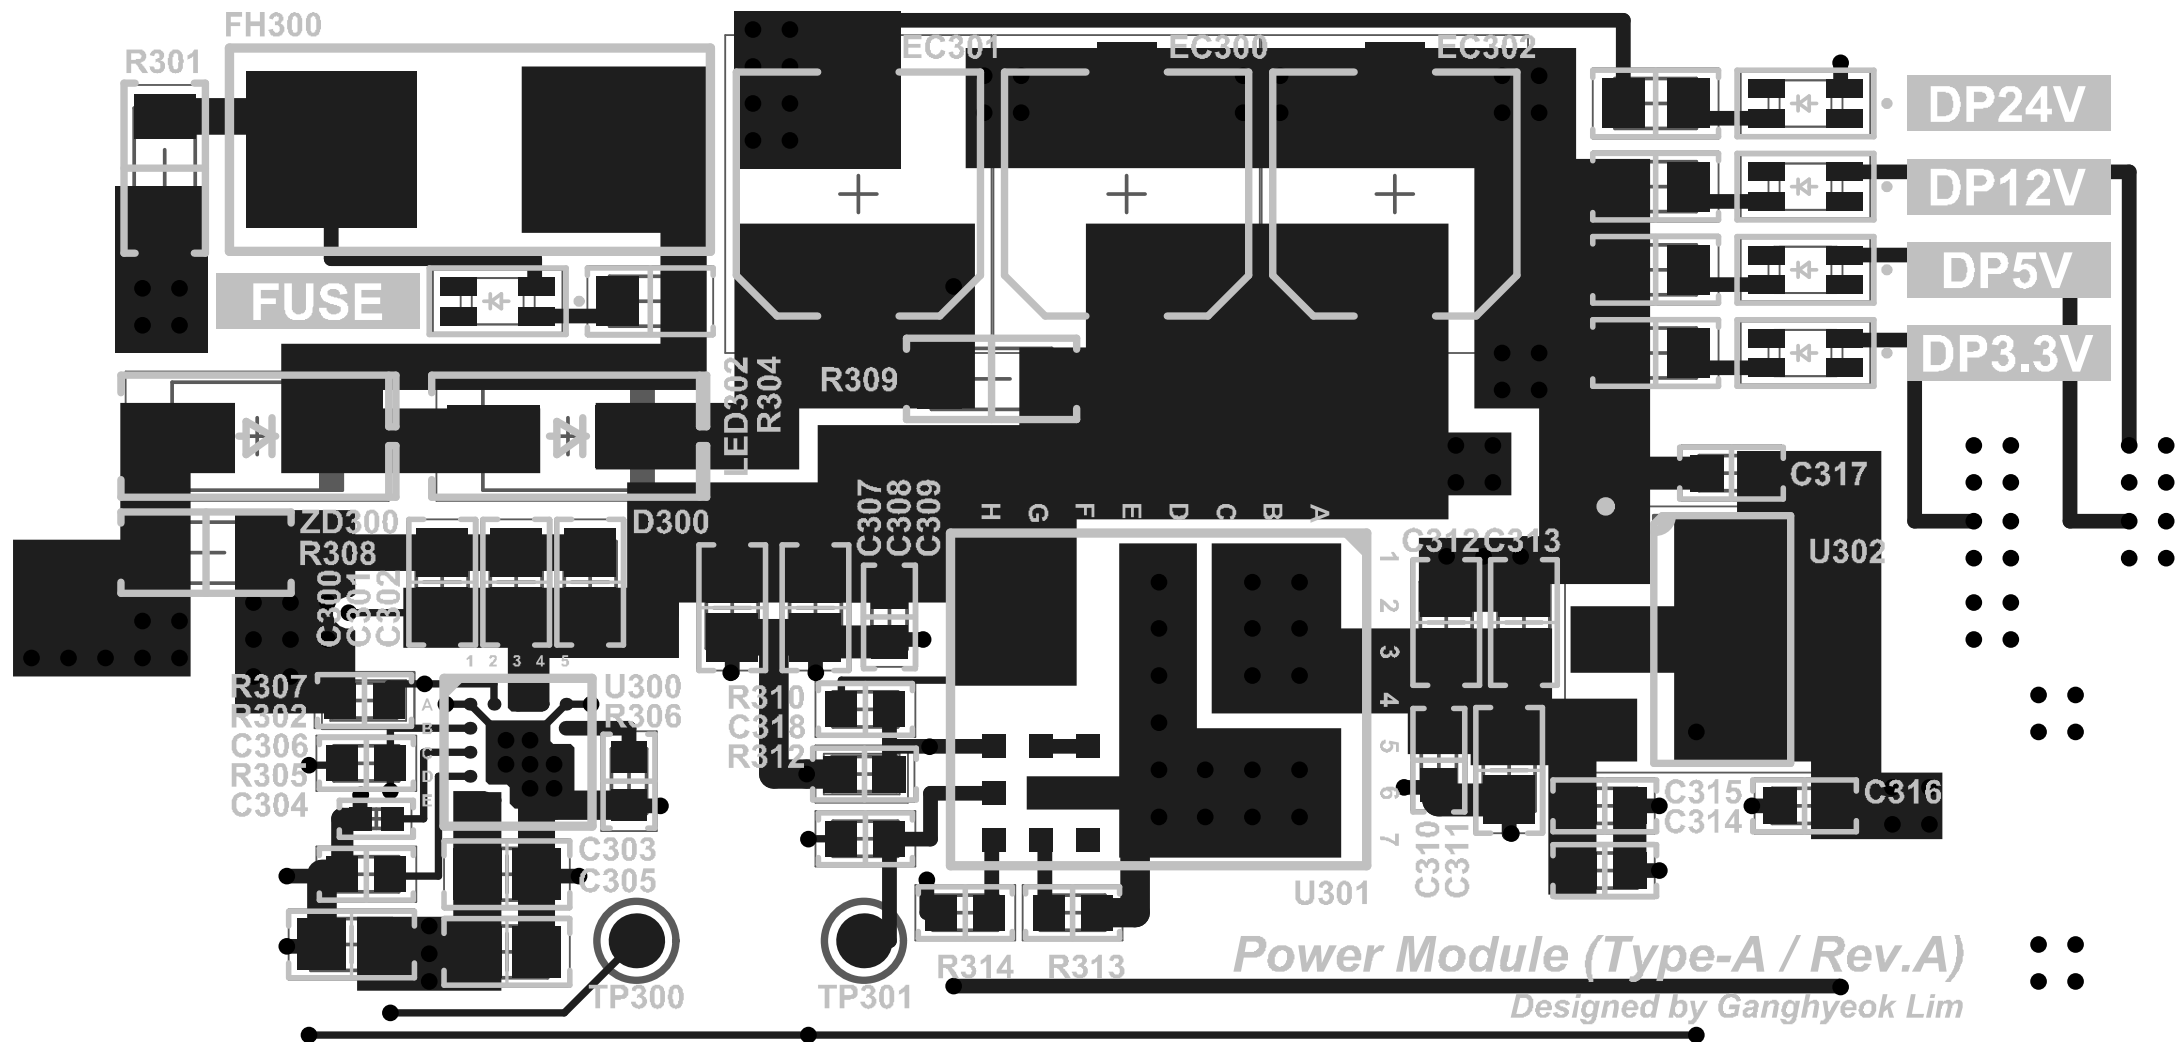 FH300
R301
EC301
EC300
EC302
DP24V
DP12V
DP5V
DP3.3V
FUSE
LED302
R304
R309
ZD300
R308
D300
C300
C301
C302
C307
C308
C309
H G F E D C B A
C312
C313
C317
U302
1
2
3
4
5
6
7
1 2 3 4 5
A
B
C
D
E
R307
R302
C306
R305
C304
U300
R306
R310
C318
R312
C303
C305
C310
C311
C315
C314
C316
U301
R314
R313
TP300
TP301
Power Module (Type-A / Rev.A)
Designed by Ganghyeok Lim